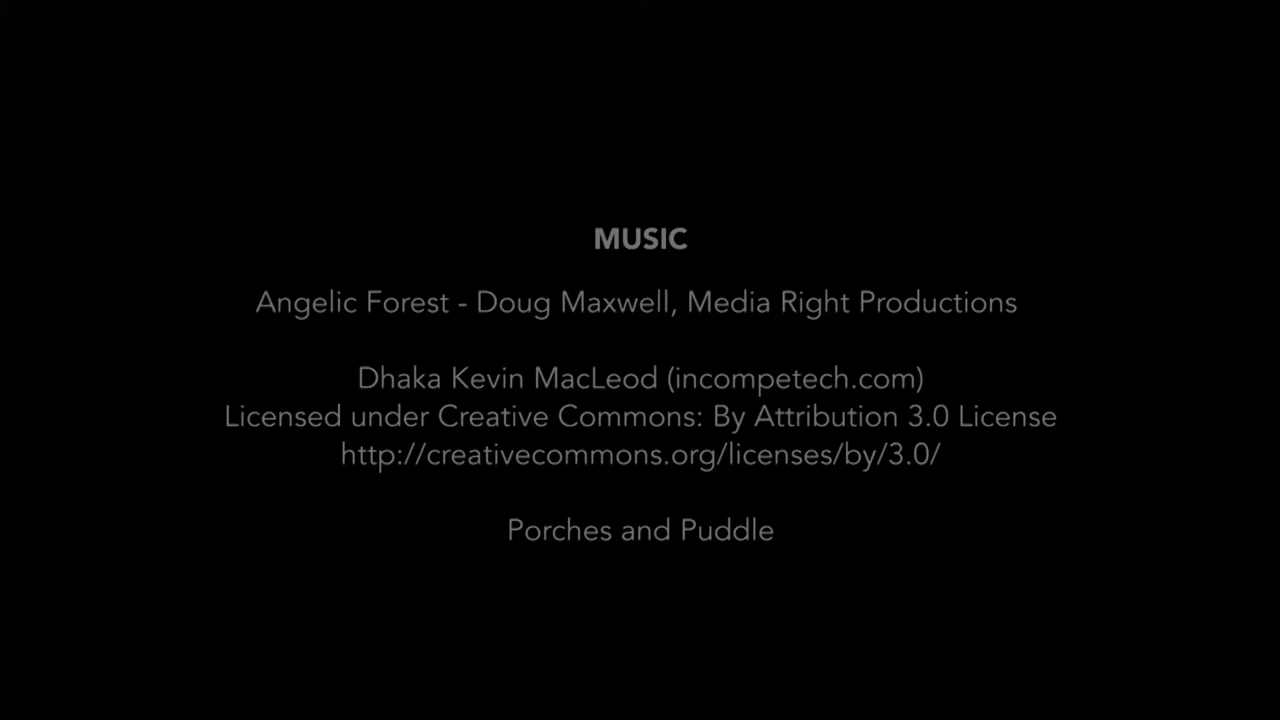 MUSIC
Angelic Forest - Doug Maxwell, Media Right Productions
Dhaka Kevin MacLeod (incompetech.com)
Licensed under Creative Commons: By Attribution 3.0 License
http://creativecommons.org/licenses/by/3.0/
Porches and Puddle